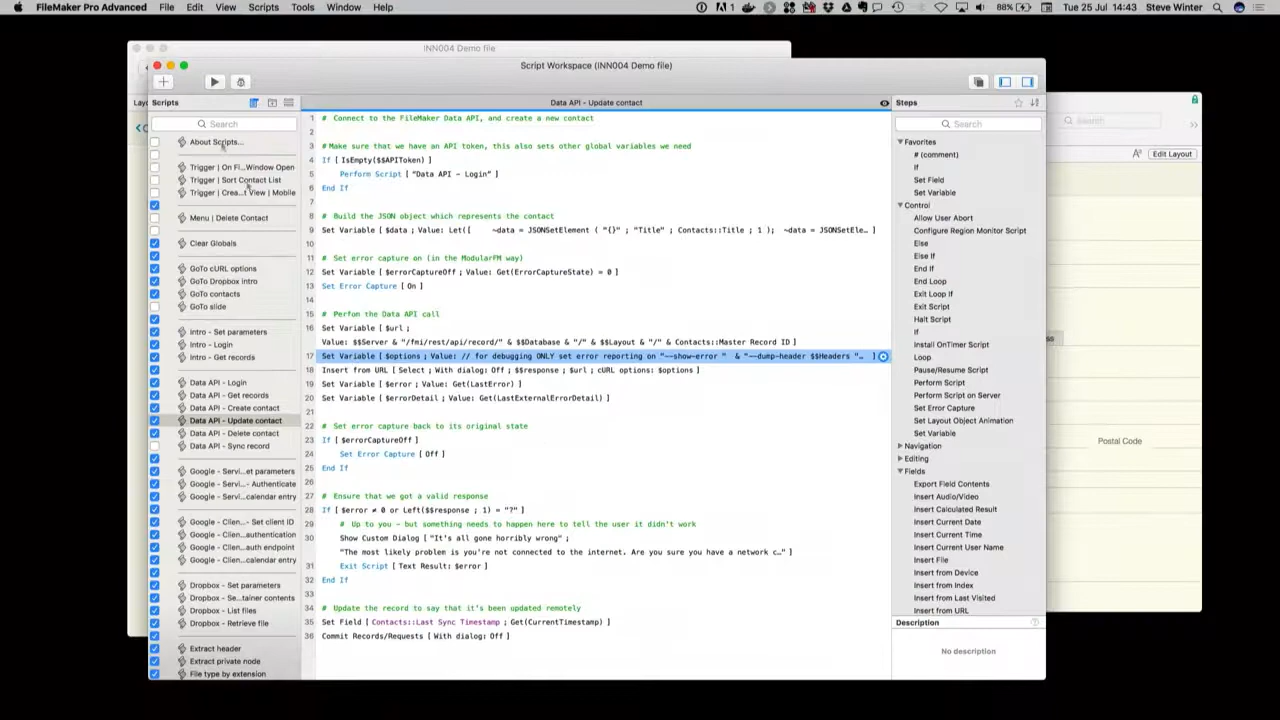 FileMaker Pro Advanced File Edit View Scripts Tools Window Help
1 88% Tue 25 Jul 14:43 Steve Winter
INN004 Demo file
Script Workspace (INN004 Demo file)
Scripts
Data API - Update contact
Steps
Search
Search
Search
Edit Layout
Postal Code
About Scripts...
Trigger | On Fi...Window Open
Trigger | Sort Contact List
Trigger | Crea...t View | Mobile
Menu | Delete Contact
Clear Globals
GoTo cURL options
GoTo Dropbox intro
GoTo contacts
GoTo slide
Intro - Set parameters
Intro - Login
Intro - Get records
Data API - Login
Data API - Get records
Data API - Create contact
Data API - Update contact
Data API - Delete contact
Data API - Sync record
Google - Servi...et parameters
Google - Servi...- Authenticate
Google - Servi...calendar entry
Google - Clien... - Set client ID
Google - Clien...authentication
Google - Clien...auth endpoint
Google - Clien...calendar entry
Dropbox - Set parameters
Dropbox - Se...tainer contents
Dropbox - List files
Dropbox - Retrieve file
Extract header
Extract private node
File type by extension
1 # Connect to the FileMaker Data API, and create a new contact
2
3 # Make sure that we have an API token, this also sets other global variables we need
4 If [ IsEmpty($$APIToken) ]
5 Perform Script [ "Data API - Login" ]
6 End If
7
8 # Build the JSON object which represents the contact
9 Set Variable [ $data ; Value: Let([ ~data = JSONSetElement ( "{}" ; "Title" ; Contacts::Title ; 1 ); ~data = JSONSetEle… ]
10
11 # Set error capture on (in the ModularFM way)
12 Set Variable [ $errorCaptureOff ; Value: Get(ErrorCaptureState) = 0 ]
13 Set Error Capture [ On ]
14
15 # Perfom the Data API call
16 Set Variable [ $url ;
Value: $$Server & "/fmi/rest/api/record/" & $$Database & "/" & $$Layout & "/" & Contacts::Master Record ID ]
17 Set Variable [ $options ; Value: // for debugging ONLY set error reporting on "--show-error " & "--dump-header $$Headers "… ]
18 Insert from URL [ Select ; With dialog: Off ; $$response ; $url ; cURL options: $options ]
19 Set Variable [ $error ; Value: Get(LastError) ]
20 Set Variable [ $errorDetail ; Value: Get(LastExternalErrorDetail) ]
21
22 # Set error capture back to its original state
23 If [ $errorCaptureOff ]
24 Set Error Capture [ Off ]
25 End If
26
27 # Ensure that we got a valid response
28 If [ $error ≠ 0 or Left($$response ; 1) = "?" ]
29 # Up to you - but something needs to happen here to tell the user it didn't work
30 Show Custom Dialog [ "It's all gone horribly wrong" ;
"The most likely problem is you're not connected to the internet. Are you sure you have a network c…" ]
31 Exit Script [ Text Result: $error ]
32 End If
33
34 # Update the record to say that it's been updated remotely
35 Set Field [ Contacts::Last Sync Timestamp ; Get(CurrentTimestamp) ]
36 Commit Records/Requests [ With dialog: Off ]
Favorites
# (comment)
If
Set Field
Set Variable
Control
Allow User Abort
Configure Region Monitor Script
Else
Else If
End If
End Loop
Exit Loop If
Exit Script
Halt Script
If
Install OnTimer Script
Loop
Pause/Resume Script
Perform Script
Perform Script on Server
Set Error Capture
Set Layout Object Animation
Set Variable
Navigation
Editing
Fields
Export Field Contents
Insert Audio/Video
Insert Calculated Result
Insert Current Date
Insert Current Time
Insert Current User Name
Insert File
Insert from Device
Insert from Index
Insert from Last Visited
Insert from URL
Description
No description